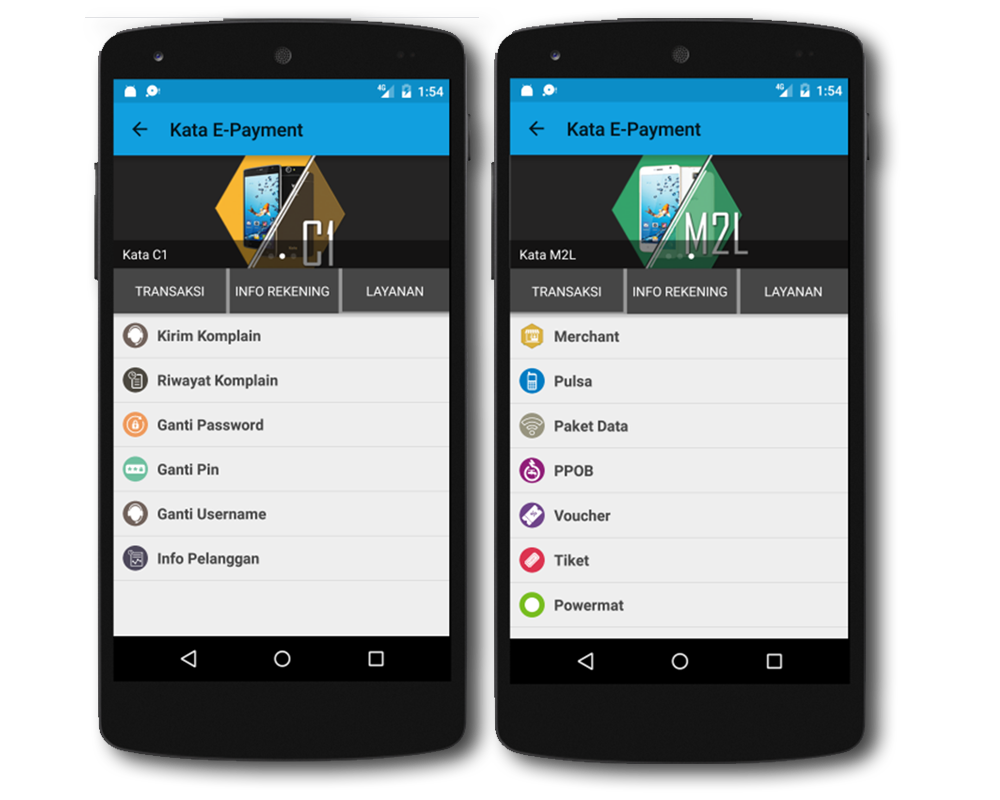 4G 1:54
Kata E-Payment
C1
Kata C1
TRANSAKSI INFO REKENING LAYANAN
Kirim Komplain
Riwayat Komplain
Ganti Password
Ganti Pin
Ganti Username
Info Pelanggan
4G 1:54
Kata E-Payment
M2L
Kata M2L
TRANSAKSI INFO REKENING LAYANAN
Merchant
Pulsa
Paket Data
PPOB
Voucher
Tiket
Powermat